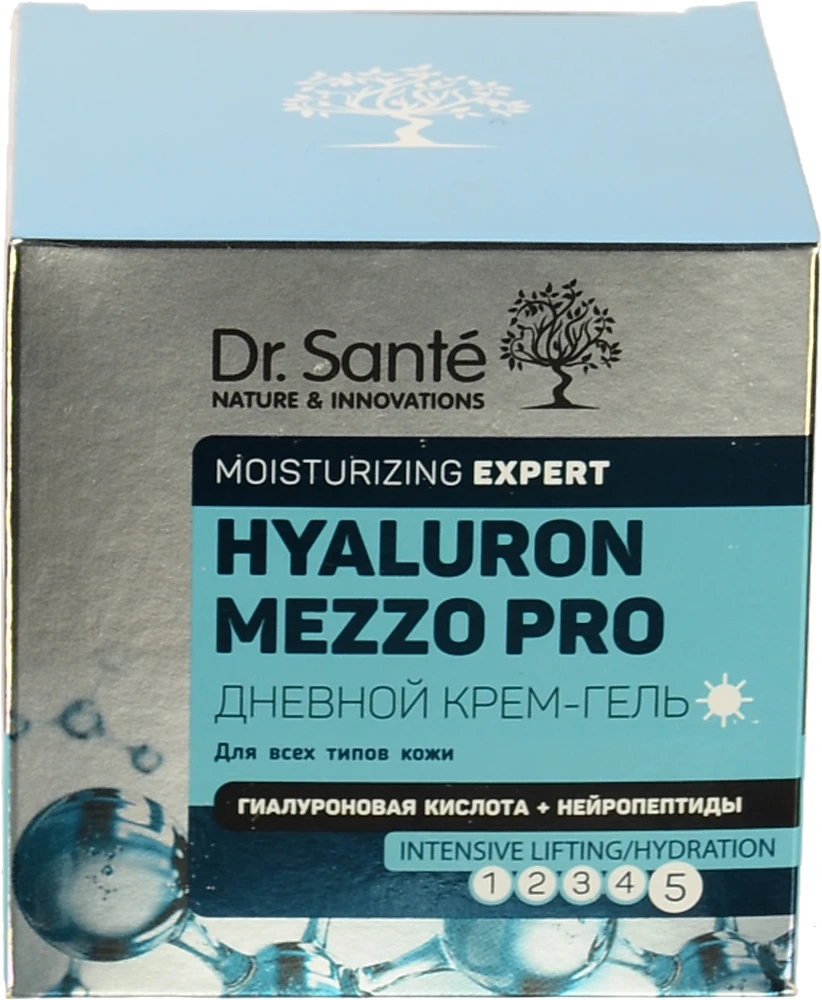 Dr. Santé
NATURE & INNOVATIONS
MOISTURIZING EXPERT
HYALURON
MEZZO PRO
ДНЕВНОЙ КРЕМ-ГЕЛЬ
Для всех типов кожи
ГИАЛУРОНОВАЯ КИСЛОТА + НЕЙРОПЕПТИДЫ
INTENSIVE LIFTING/HYDRATION
1 2 3 4 5